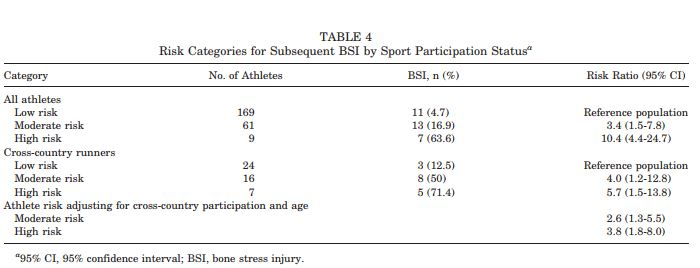 TABLE 4
Risk Categories for Subsequent BSI by Sport Participation Statusᵃ
Category No. of Athletes BSI, n (%) Risk Ratio (95% CI)
All athletes
Low risk 169 11 (4.7) Reference population
Moderate risk 61 13 (16.9) 3.4 (1.5-7.8)
High risk 9 7 (63.6) 10.4 (4.4-24.7)
Cross-country runners
Low risk 24 3 (12.5) Reference population
Moderate risk 16 8 (50) 4.0 (1.2-12.8)
High risk 7 5 (71.4) 5.7 (1.5-13.8)
Athlete risk adjusting for cross-country participation and age
Moderate risk 2.6 (1.3-5.5)
High risk 3.8 (1.8-8.0)
ᵃ95% CI, 95% confidence interval; BSI, bone stress injury.